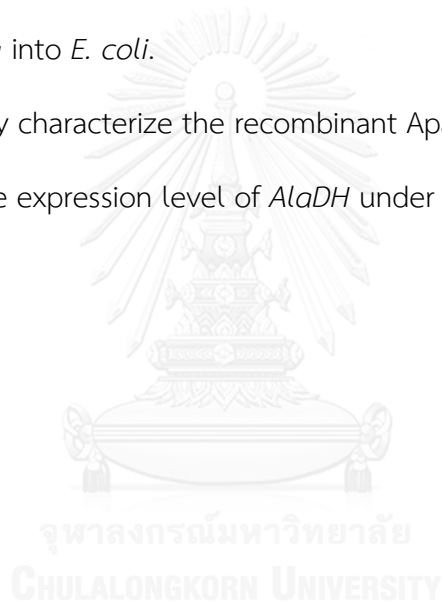 into E. coli.
y characterize the recombinant Apa
e expression level of AlaDH under
จุฬาลงกรณ์มหาวิทยาลัย
CHULALONGKORN UNIVERSITY